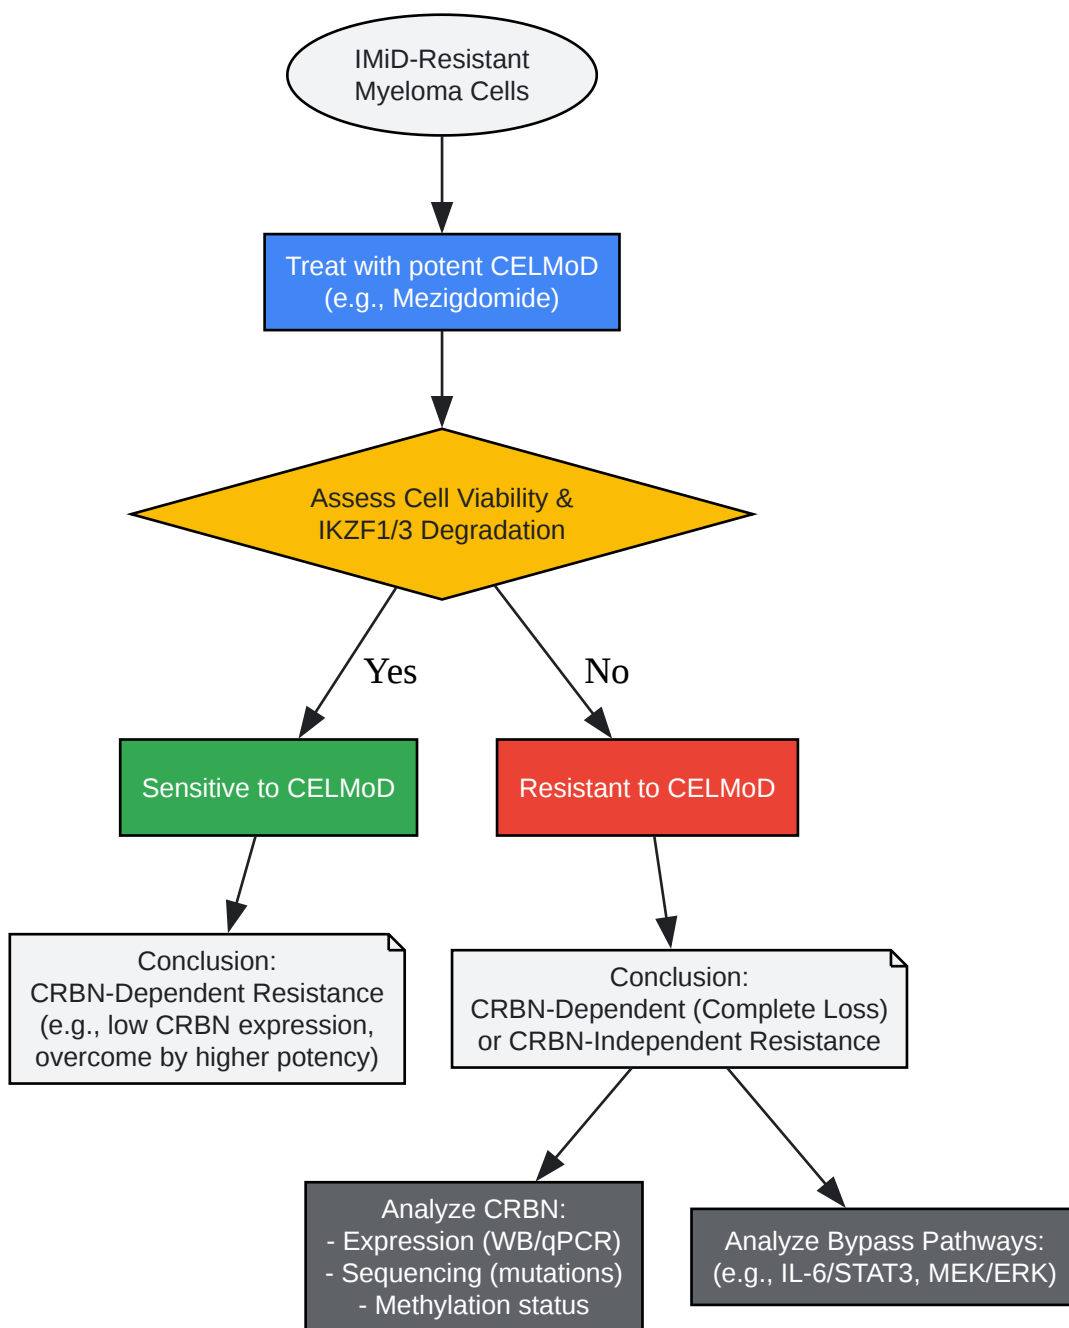 IMiD-Resistant
Myeloma Cells
Treat with potent CELMoD
(e.g., Mezigdomide)
Assess Cell Viability &
IKZF1/3 Degradation
Yes
No
Sensitive to CELMoD
Resistant to CELMoD
Conclusion:
CRBN-Dependent Resistance
(e.g., low CRBN expression,
overcome by higher potency)
Conclusion:
CRBN-Dependent (Complete Loss)
or CRBN-Independent Resistance
Analyze CRBN:
- Expression (WB/qPCR)
- Sequencing (mutations)
- Methylation status
Analyze Bypass Pathways:
(e.g., IL-6/STAT3, MEK/ERK)